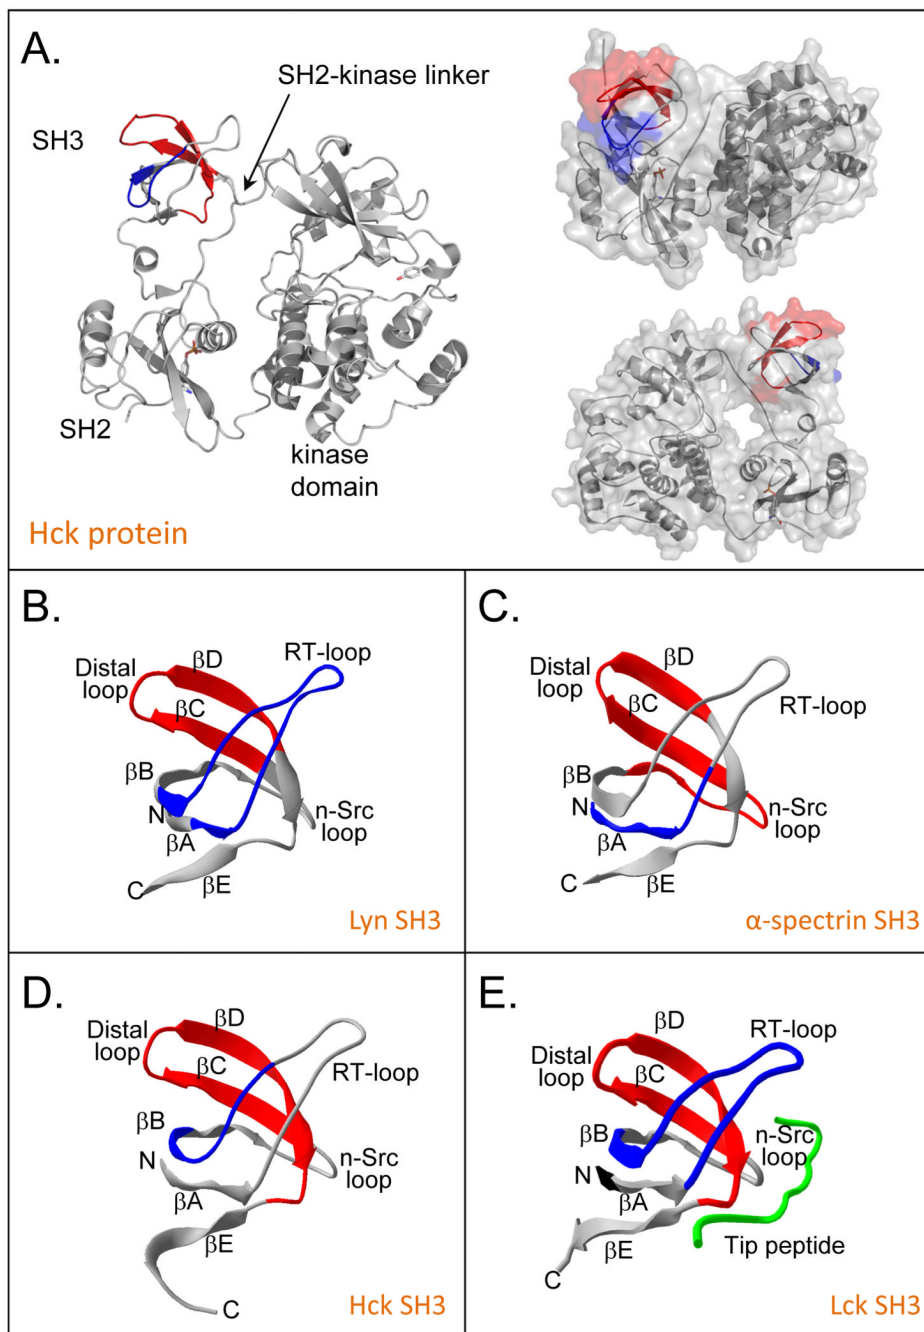 A.
SH2-kinase linker
SH3
SH2
kinase
domain
Hck protein
B.
βD
RT-loop
Distal
loop
βC
βB
N
n-Src
loop
βA
C
βE
Lyn SH3
C.
βD
Distal
loop
βC
RT-loop
βB
N
n-Src
loop
βA
C
βE
α-spectrin SH3
D.
βD
Distal
loop
βC
RT-loop
βB
N
n-Src
loop
βA
βE
C
Hck SH3
E.
βD
RT-loop
Distal
loop
βC
βB
n-Src
loop
N
βA
βE
Tip peptide
C
Lck SH3